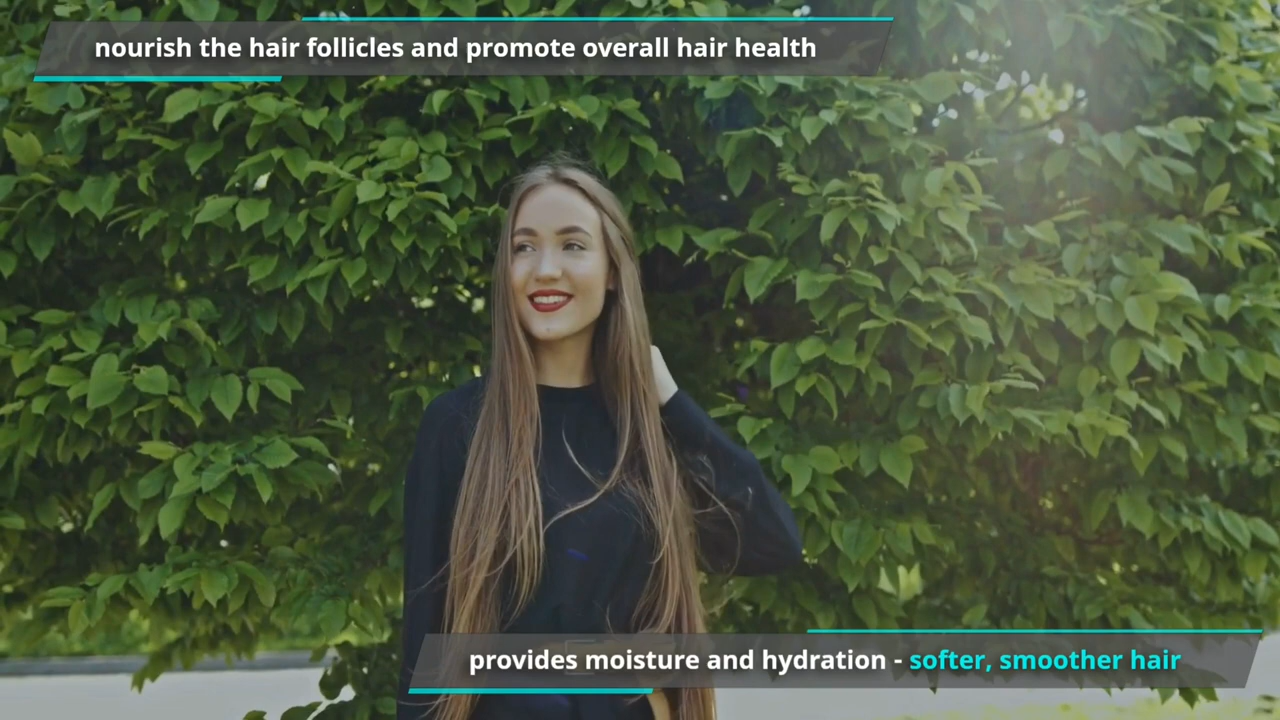 nourish the hair follicles and promote overall hair health
provides moisture and hydration - softer, smoother hair